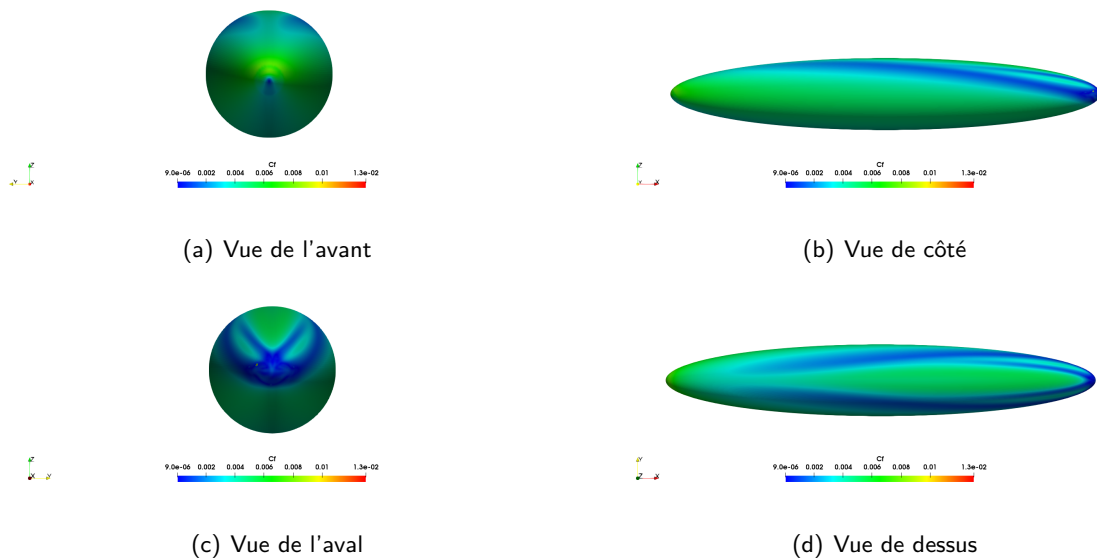 Z
Y
X
Cf
9.0e-06 0.002 0.004 0.006 0.008 0.01 1.3e-02
(a) Vue de l'avant
Z
Y
X
Cf
9.0e-06 0.002 0.004 0.006 0.008 0.01 1.3e-02
(b) Vue de côté
Z
X
Y
Cf
9.0e-06 0.002 0.004 0.006 0.008 0.01 1.3e-02
(c) Vue de l'aval
Y
Z
X
Cf
9.0e-06 0.002 0.004 0.006 0.008 0.01 1.3e-02
(d) Vue de dessus